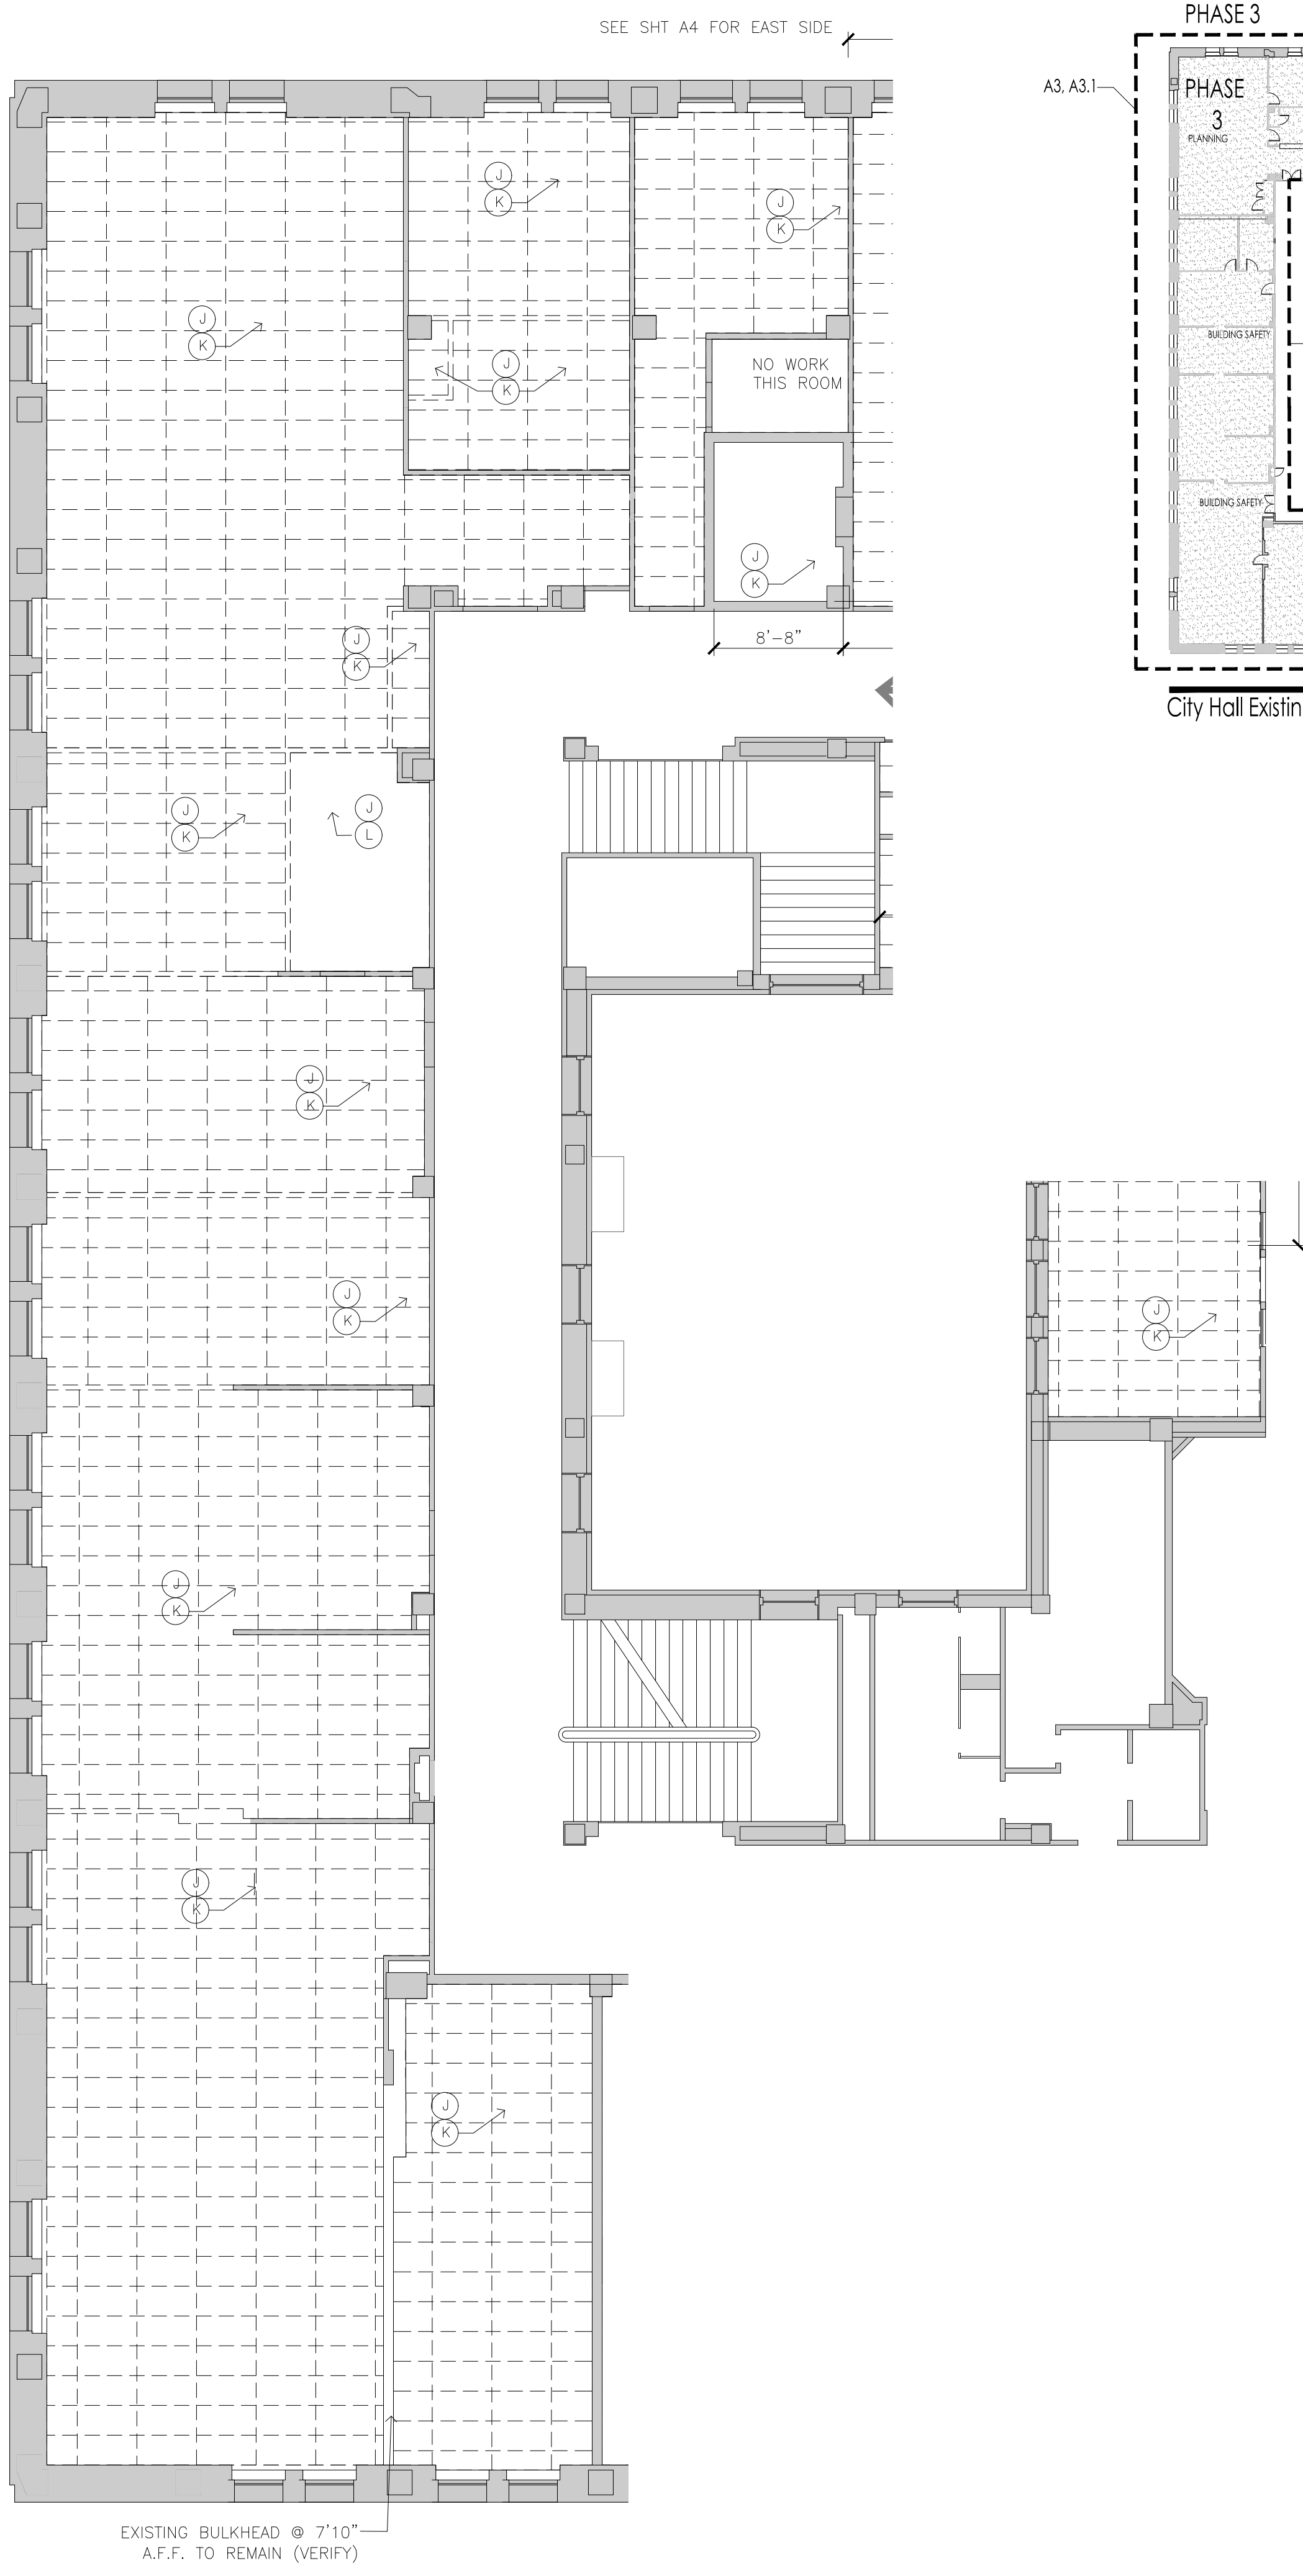 SEE SHT A4 FOR EAST SIDE
PHASE 3
A3, A3.1
PHASE
3
PLANNING
BUILDING SAFETY
BUILDING SAFETY
City Hall Existin
J
K
J
K
J
K
J
K
NO WORK
THIS ROOM
J
K
8'-8"
J
K
J
K
J
L
J
K
J
K
J
K
J
K
J
K
J
K
EXISTING BULKHEAD @ 7'10"
A.F.F. TO REMAIN (VERIFY)